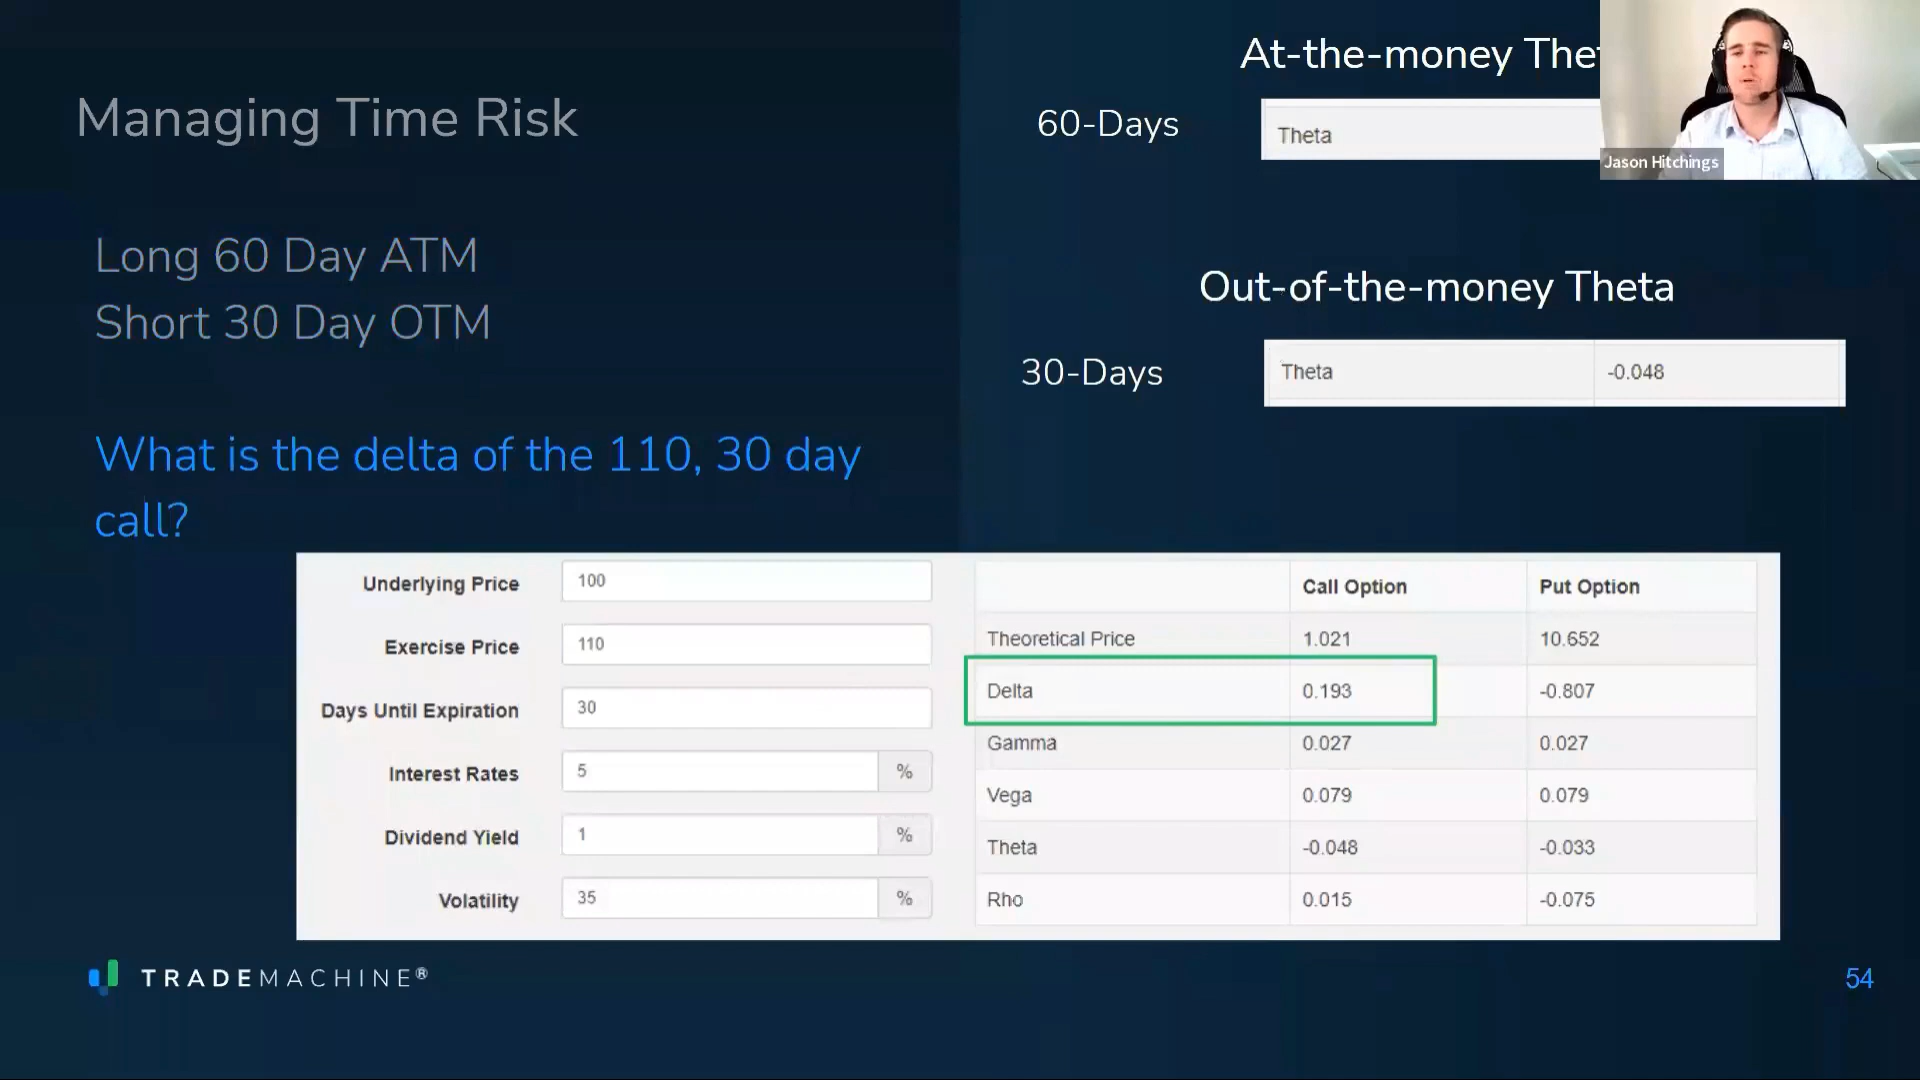 Managing Time Risk
Long 60 Day ATM
Short 30 Day OTM
What is the delta of the 110, 30 day
call?
At-the-money The
60-Days
Theta
Jason Hitchings
Out-of-the-money Theta
30-Days
Theta -0.048
Underlying Price 100
Exercise Price 110
Days Until Expiration 30
Interest Rates 5 %
Dividend Yield 1 %
Volatility 35 %
Call Option Put Option
Theoretical Price 1.021 10.652
Delta 0.193 -0.807
Gamma 0.027 0.027
Vega 0.079 0.079
Theta -0.048 -0.033
Rho 0.015 -0.075
TRADEMACHINE®
54